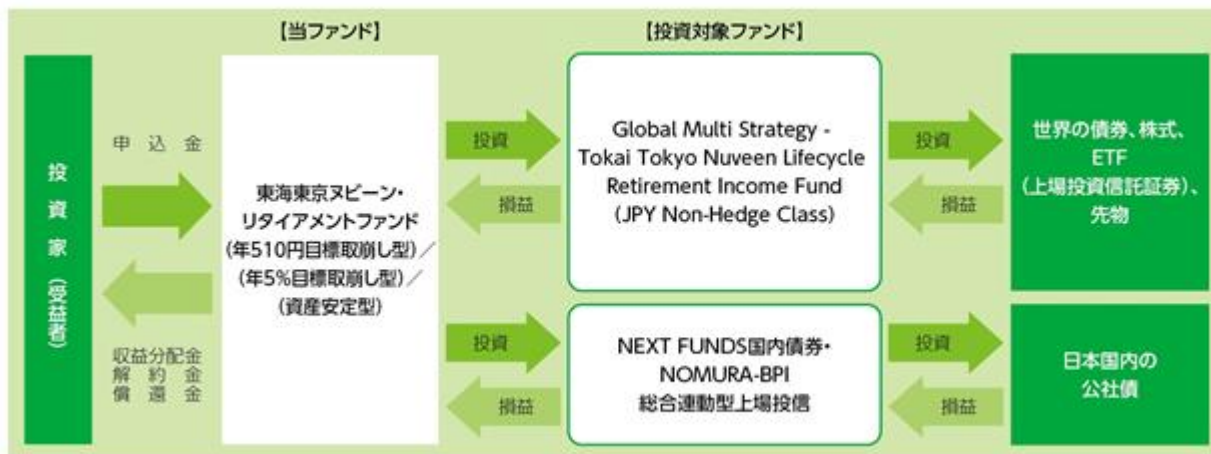 【当ファンド】
【投資対象ファンド】
投資家(受益者)
申込金
収益分配金
解約金
償還金
東海東京ヌビーン・
リタイアメントファンド
(年510円目標取崩し型)/
(年5%目標取崩し型)/
(資産安定型)
投資
損益
Global Multi Strategy -
Tokai Tokyo Nuveen Lifecycle
Retirement Income Fund
(JPY Non-Hedge Class)
投資
損益
世界の債券、株式、
ETF
(上場投資信託証券)、
先物
投資
損益
NEXT FUNDS国内債券・
NOMURA-BPI
総合連動型上場投信
投資
損益
日本国内の
公社債